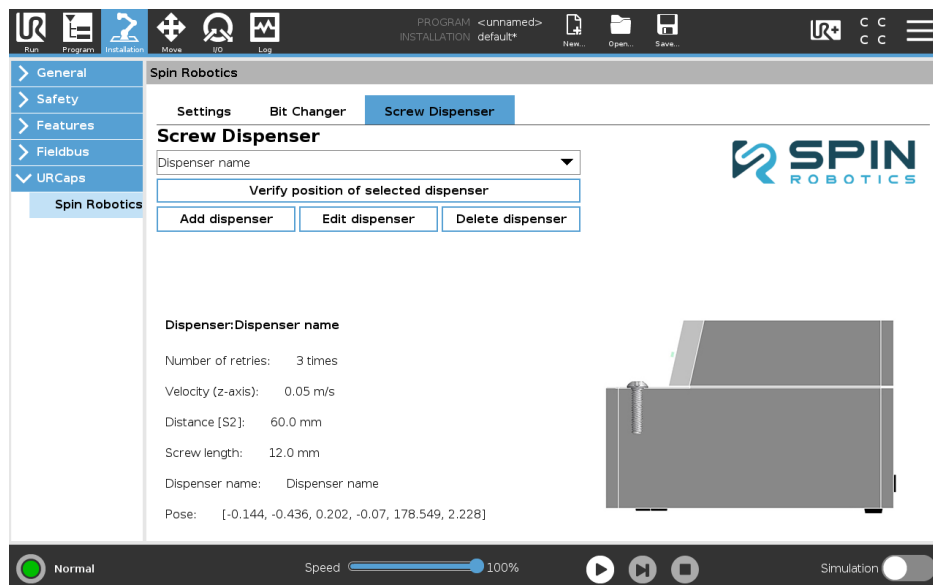 PROGRAM <unnamed>
INSTALLATION default*
Run Program Installation Move I/O Log New... Open... Save...
UR+
C C
C C
General
Safety
Features
Fieldbus
URCaps
Spin Robotics
Spin Robotics
Settings Bit Changer Screw Dispenser
Screw Dispenser
Dispenser name
Verify position of selected dispenser
Add dispenser Edit dispenser Delete dispenser
SPIN
ROBOTICS
Dispenser:Dispenser name
Number of retries: 3 times
Velocity (z-axis): 0.05 m/s
Distance [S2]: 60.0 mm
Screw length: 12.0 mm
Dispenser name: Dispenser name
Pose: [-0.144, -0.436, 0.202, -0.07, 178.549, 2.228]
Normal Speed 100% Simulation